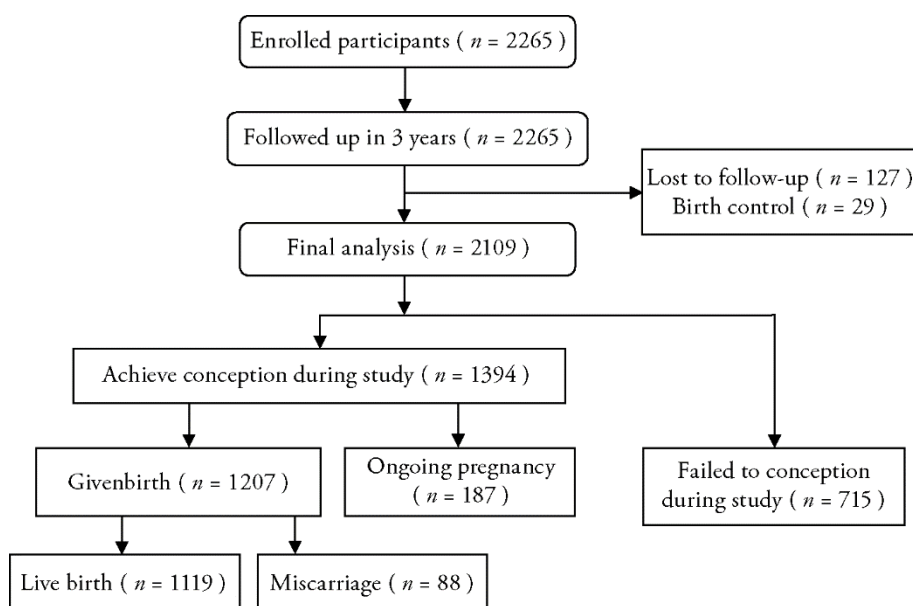 Enrolled participants ( n = 2265 )
Followed up in 3 years ( n = 2265 )
Lost to follow-up ( n = 127 )
Birth control ( n = 29 )
Final analysis ( n = 2109 )
Achieve conception during study ( n = 1394 )
Givenbirth ( n = 1207 )
Ongoing pregnancy
( n = 187 )
Failed to conception
during study ( n = 715 )
Live birth ( n = 1119 )
Miscarriage ( n = 88 )